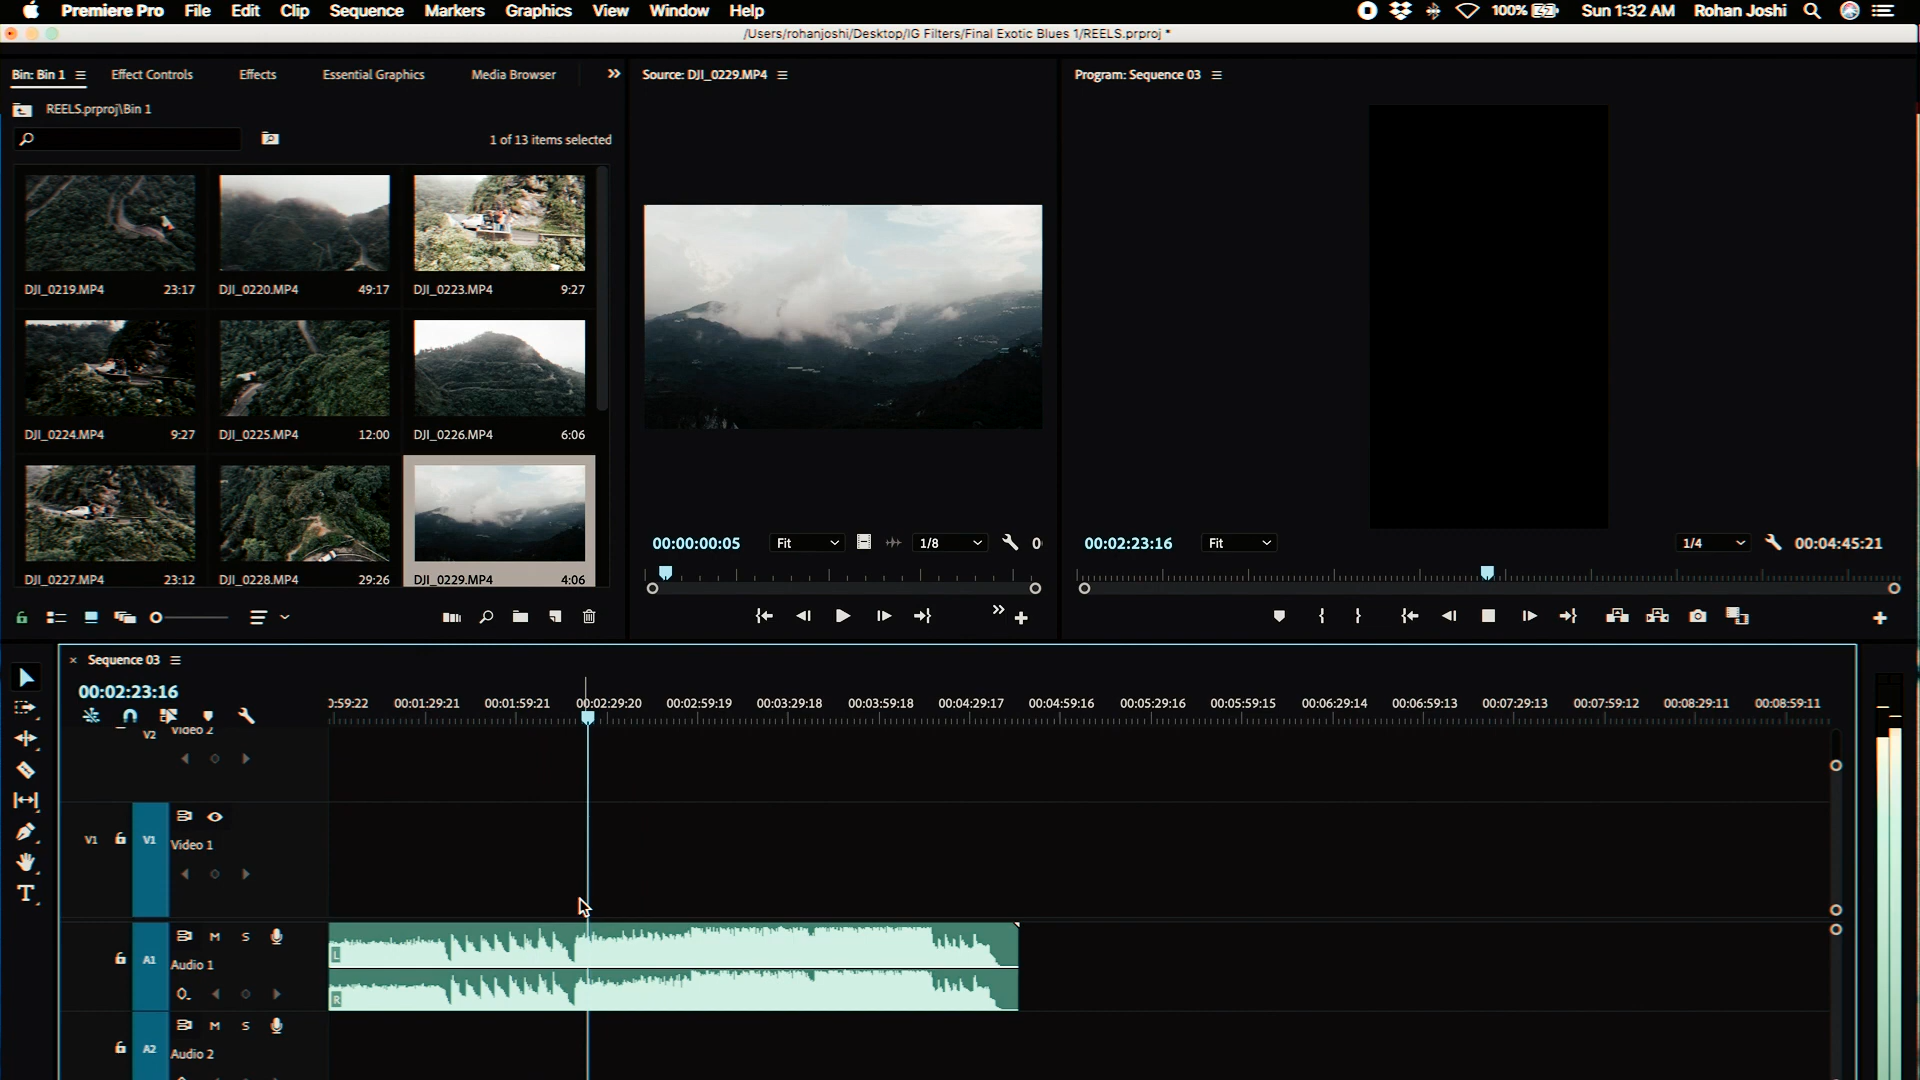 Premiere Pro File Edit Clip Sequence Markers Graphics View Window Help 100% Sun 1:32 AM Rohan Joshi
/Users/rohanjoshi/Desktop/IG Filters/Final Exotic Blues 1/REELS.prproj *
Bin: Bin 1 Effect Controls Effects Essential Graphics Media Browser
REELS.prproj\Bin 1
1 of 13 items selected
DJI_0219.MP4 23:17 DJI_0220.MP4 49:17 DJI_0223.MP4 9:27
DJI_0224.MP4 9:27 DJI_0225.MP4 12:00 DJI_0226.MP4 6:06
DJI_0227.MP4 23:12 DJI_0228.MP4 29:26 DJI_0229.MP4 4:06
Source: DJI_0229.MP4
00:00:00:05 Fit 1/8
Program: Sequence 03
00:02:23:16 Fit 1/4 00:04:45:21
× Sequence 03
00:02:23:16
0:59:22 00:01:29:21 00:01:59:21 00:02:29:20 00:02:59:19 00:03:29:18 00:03:59:18 00:04:29:17 00:04:59:16 00:05:29:16 00:05:59:15 00:06:29:14 00:06:59:13 00:07:29:13 00:07:59:12 00:08:29:11 00:08:59:11
V2 Video 2
V1 V1 Video 1
A1 M S
Audio 1
L
R
A2 M S
Audio 2